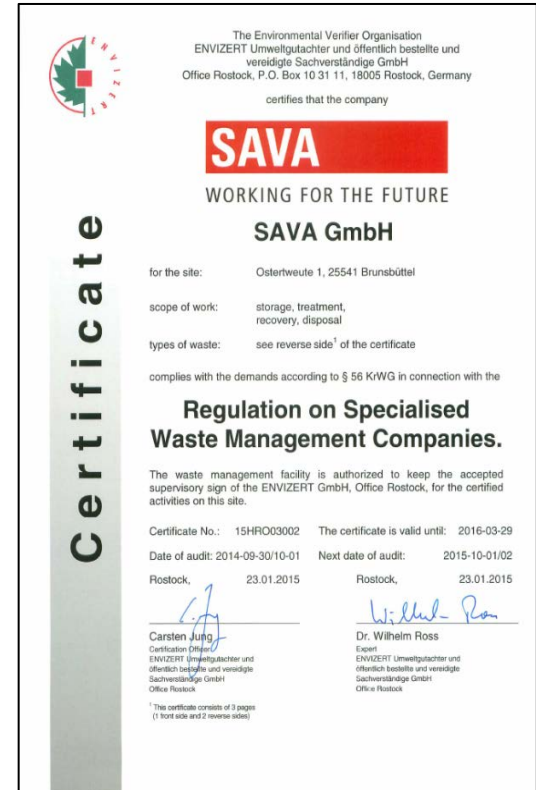 ENVIZERT
The Environmental Verifier Organisation
ENVIZERT Umweltgutachter und öffentlich bestellte und
vereidigte Sachverständige GmbH
Office Rostock, P.O. Box 10 31 11, 18005 Rostock, Germany
certifies that the company
SAVA
WORKING FOR THE FUTURE
SAVA GmbH
Certificate
for the site: Ostertweute 1, 25541 Brunsbüttel
scope of work: storage, treatment,
recovery, disposal
types of waste: see reverse side¹ of the certificate
complies with the demands according to § 56 KrWG in connection with the
Regulation on Specialised
Waste Management Companies.
The waste management facility is authorized to keep the accepted
supervisory sign of the ENVIZERT GmbH, Office Rostock, for the certified
activities on this site.
Certificate No.: 15HRO03002 The certificate is valid until: 2016-03-29
Date of audit: 2014-09-30/10-01 Next date of audit: 2015-10-01/02
Rostock, 23.01.2015 Rostock, 23.01.2015
Carsten Jung Dr. Wilhelm Ross
Certification Officer Expert
ENVIZERT Umweltgutachter und ENVIZERT Umweltgutachter und
öffentlich bestellte und vereidigte öffentlich bestellte und vereidigte
Sachverständige GmbH Sachverständige GmbH
Office Rostock Office Rostock
¹ This certificate consists of 3 pages
(1 front side and 2 reverse sides)